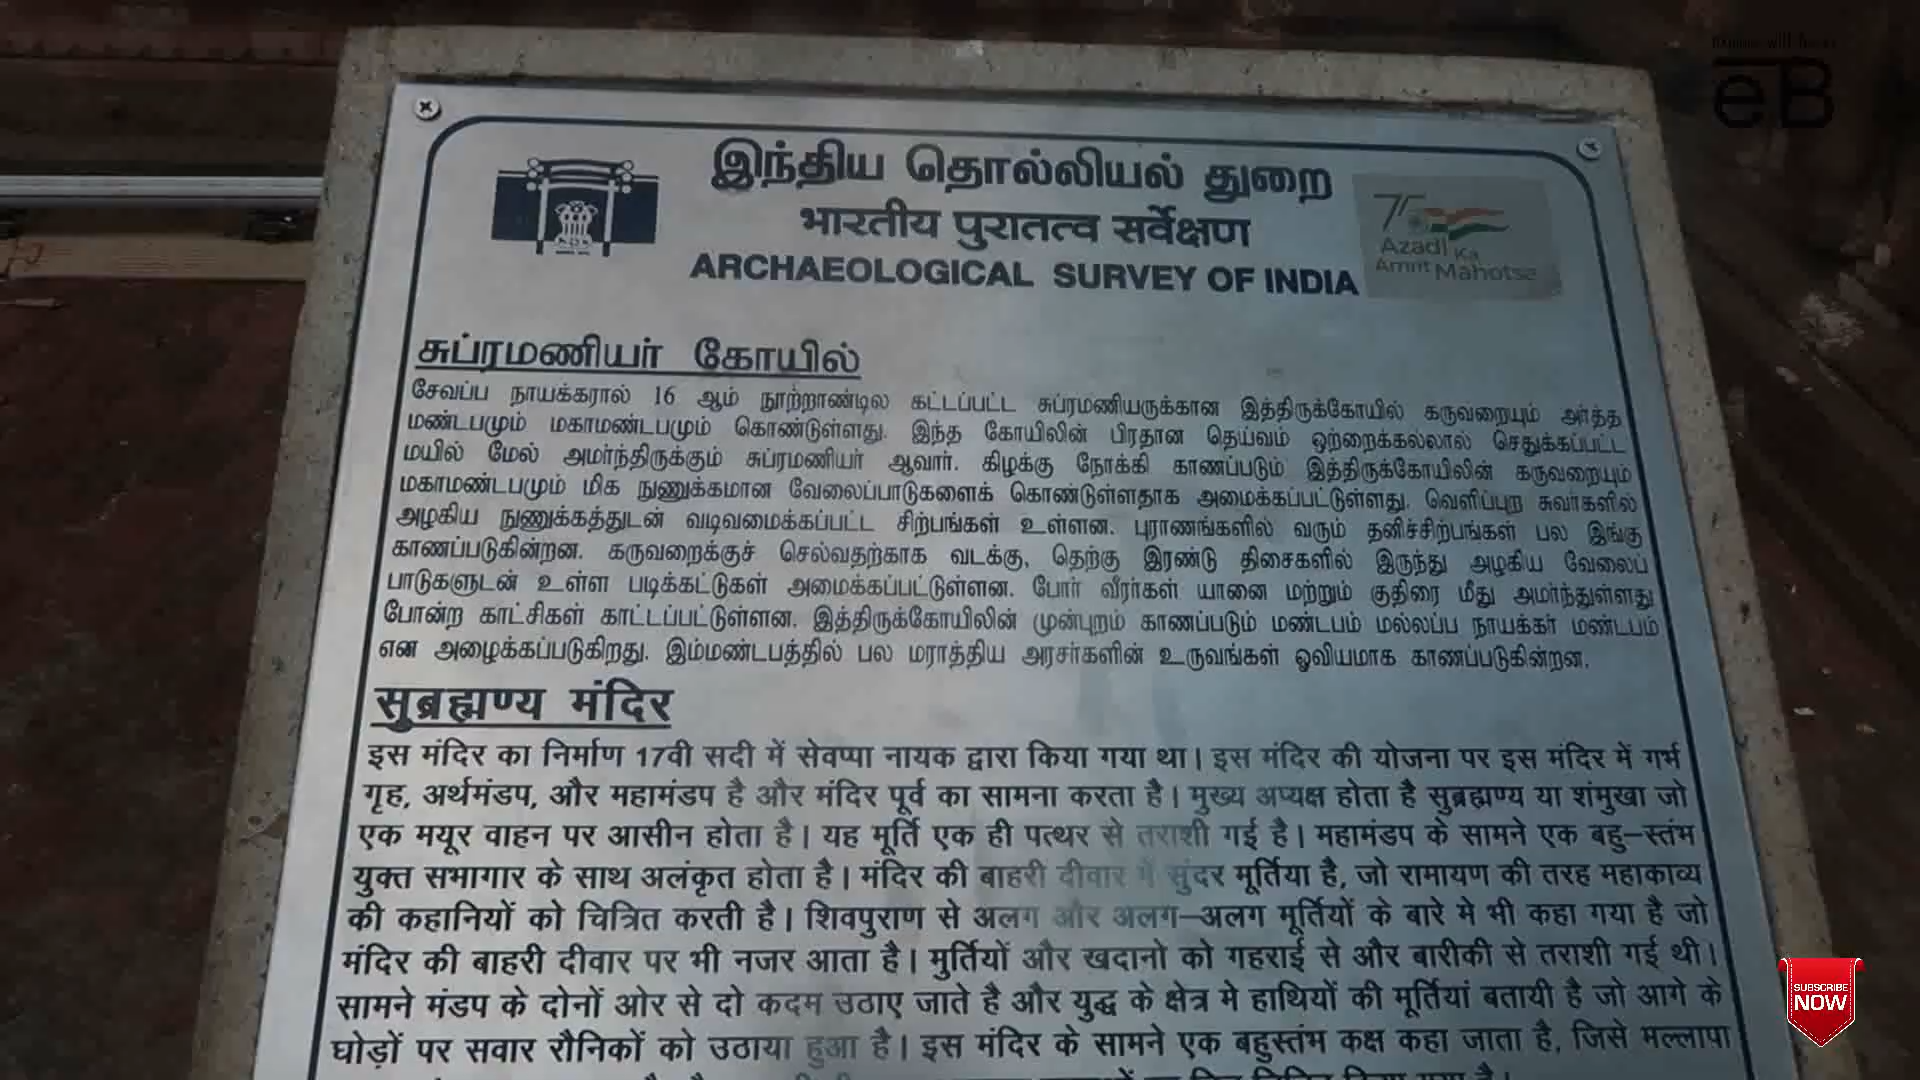 இந்திய தொல்லியல் துறை
भारतीय पुरातत्व सर्वेक्षण
ARCHAEOLOGICAL SURVEY OF INDIA
75
Azadi Ka
Amrit Mahotsa
சுப்ரமணியர் கோயில்
சேவப்ப நாயக்கரால் 16 ஆம் நூற்றாண்டில கட்டப்பட்ட சுப்ரமணியருக்கான இத்திருக்கோயில் கருவறையும் அர்த்த
மண்டபமும் மகாமண்டபமும் கொண்டுள்ளது. இந்த கோயிலின் பிரதான தெய்வம் ஒற்றைக்கல்லால் செதுக்கப்பட்ட
மயில் மேல் அமர்ந்திருக்கும் சுப்ரமணியர் ஆவார். கிழக்கு நோக்கி காணப்படும் இத்திருக்கோயிலின் கருவறையும்
மகாமண்டபமும் மிக நுணுக்கமான வேலைப்பாடுகளைக் கொண்டுள்ளதாக அமைக்கப்பட்டுள்ளது. வெளிப்புற சுவர்களில்
அழகிய நுணுக்கத்துடன் வடிவமைக்கப்பட்ட சிற்பங்கள் உள்ளன. புராணங்களில் வரும் தனிச்சிற்பங்கள் பல இங்கு
காணப்படுகின்றன. கருவறைக்குச் செல்வதற்காக வடக்கு, தெற்கு இரண்டு திசைகளில் இருந்து அழகிய வேலைப்
பாடுகளுடன் உள்ள படிக்கட்டுகள் அமைக்கப்பட்டுள்ளன. போர் வீரர்கள் யானை மற்றும் குதிரை மீது அமர்ந்துள்ளது
போன்ற காட்சிகள் காட்டப்பட்டுள்ளன. இத்திருக்கோயிலின் முன்புறம் காணப்படும் மண்டபம் மல்லப்ப நாயக்கர் மண்டபம்
என அழைக்கப்படுகிறது. இம்மண்டபத்தில் பல மராத்திய அரசர்களின் உருவங்கள் ஓவியமாக காணப்படுகின்றன.
सुब्रह्मण्य मंदिर
इस मंदिर का निर्माण 17वी सदी में सेवप्पा नायक द्वारा किया गया था। इस मंदिर की योजना पर इस मंदिर में गर्भ
गृह, अर्थमंडप, और महामंडप है और मंदिर पूर्व का सामना करता है। मुख्य अप्यक्ष होता है सुब्रह्मण्य या शंमुखा जो
एक मयूर वाहन पर आसीन होता है। यह मूर्ति एक ही पत्थर से तराशी गई है। महामंडप के सामने एक बहु-स्तंभ
युक्त सभागार के साथ अलंकृत होता है। मंदिर की बाहरी दीवार में सुंदर मूर्तिया है, जो रामायण की तरह महाकाव्य
की कहानियों को चित्रित करती है। शिवपुराण से अलग और अलग-अलग मूर्तियों के बारे मे भी कहा गया है जो
मंदिर की बाहरी दीवार पर भी नजर आता है। मुर्तियों और खदानो को गहराई से और बारीकी से तराशी गई थी।
सामने मंडप के दोनों ओर से दो कदम उठाए जाते है और युद्ध के क्षेत्र मे हाथियों की मूर्तियां बतायी है जो आगे के
घोड़ों पर सवार रौनिकों को उठाया हुआ है। इस मंदिर के सामने एक बहुस्तंभ कक्ष कहा जाता है, जिसे मल्लापा
eB
SUBSCRIBE
NOW